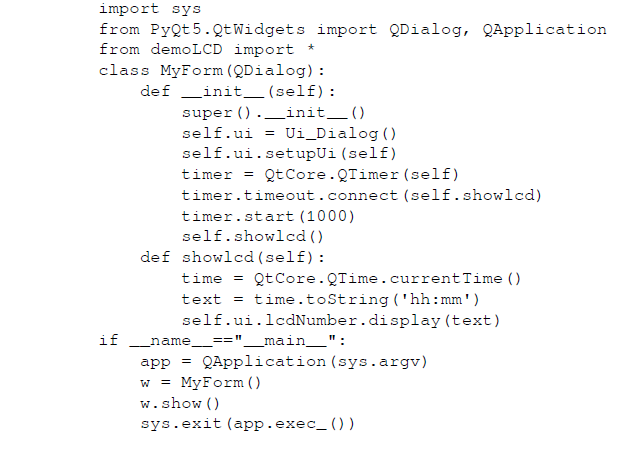 import sys
from PyQt5.QtWidgets import QDialog, QApplication
from demoLCD import *
class MyForm(QDialog):
    def __init__(self):
        super().__init__()
        self.ui = Ui_Dialog()
        self.ui.setupUi(self)
        timer = QtCore.QTimer(self)
        timer.timeout.connect(self.showlcd)
        timer.start(1000)
        self.showlcd()
    def showlcd(self):
        time = QtCore.QTime.currentTime()
        text = time.toString('hh:mm')
        self.ui.lcdNumber.display(text)
if __name__=="__main__":
    app = QApplication(sys.argv)
    w = MyForm()
    w.show()
    sys.exit(app.exec_())